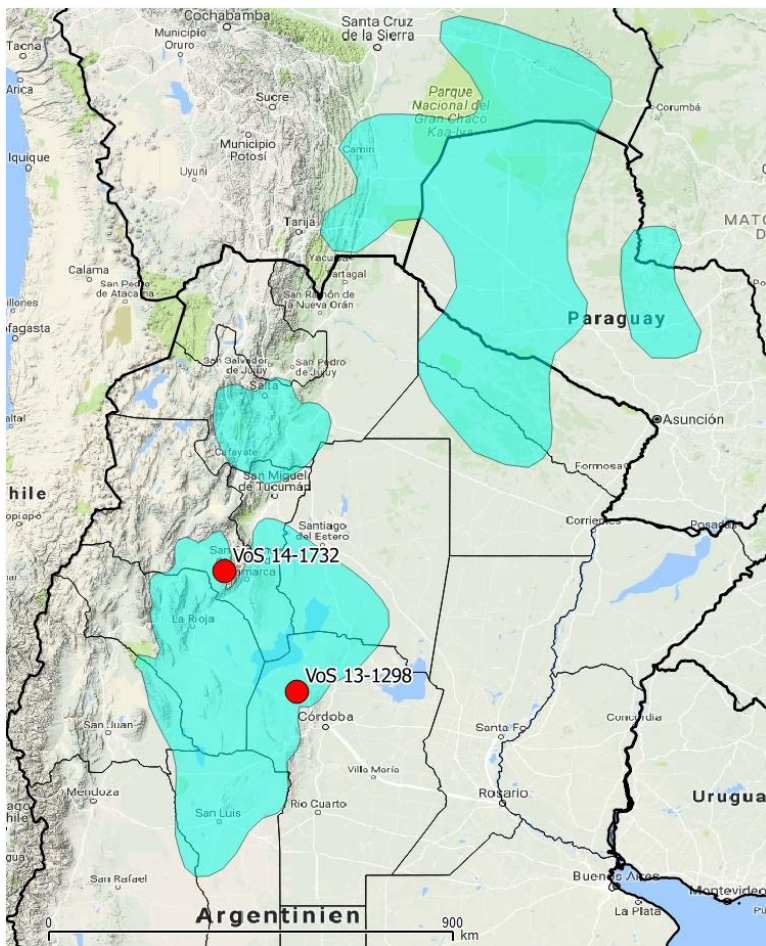 Cochabamba
Santa Cruz
de la Sierra
Tacna
Municipio
Oruro
Arica
Parque
Nacional del
Gran Chaco
Kaa-Iya
Sucre
Corumbá
Municipio
Potosí
Camiri
Iquique
Uyuni
Tarija
MATO
Yacuiba
Tartagal
Calama
San Pedro
de Atacama
San Ramón de
la Nueva Orán
Paraguay
San Salvador
de Jujuy
San Pedro
de Jujuy
Salta
Asunción
Cafayate
Formosa
San Miguel
de Tucumán
hile
Corrientes
Posadas
Santiago
del Estero
VoS 14-1732
La Rioja
VoS 13-1298
Córdoba
San Juan
Santa Fe
Concordia
Villa María
Mendoza
Río Cuarto
Rosario
San Luis
Urugua
San Rafael
Buenos Aires
La Plata
Montevideo
Argentinien
0
900
km